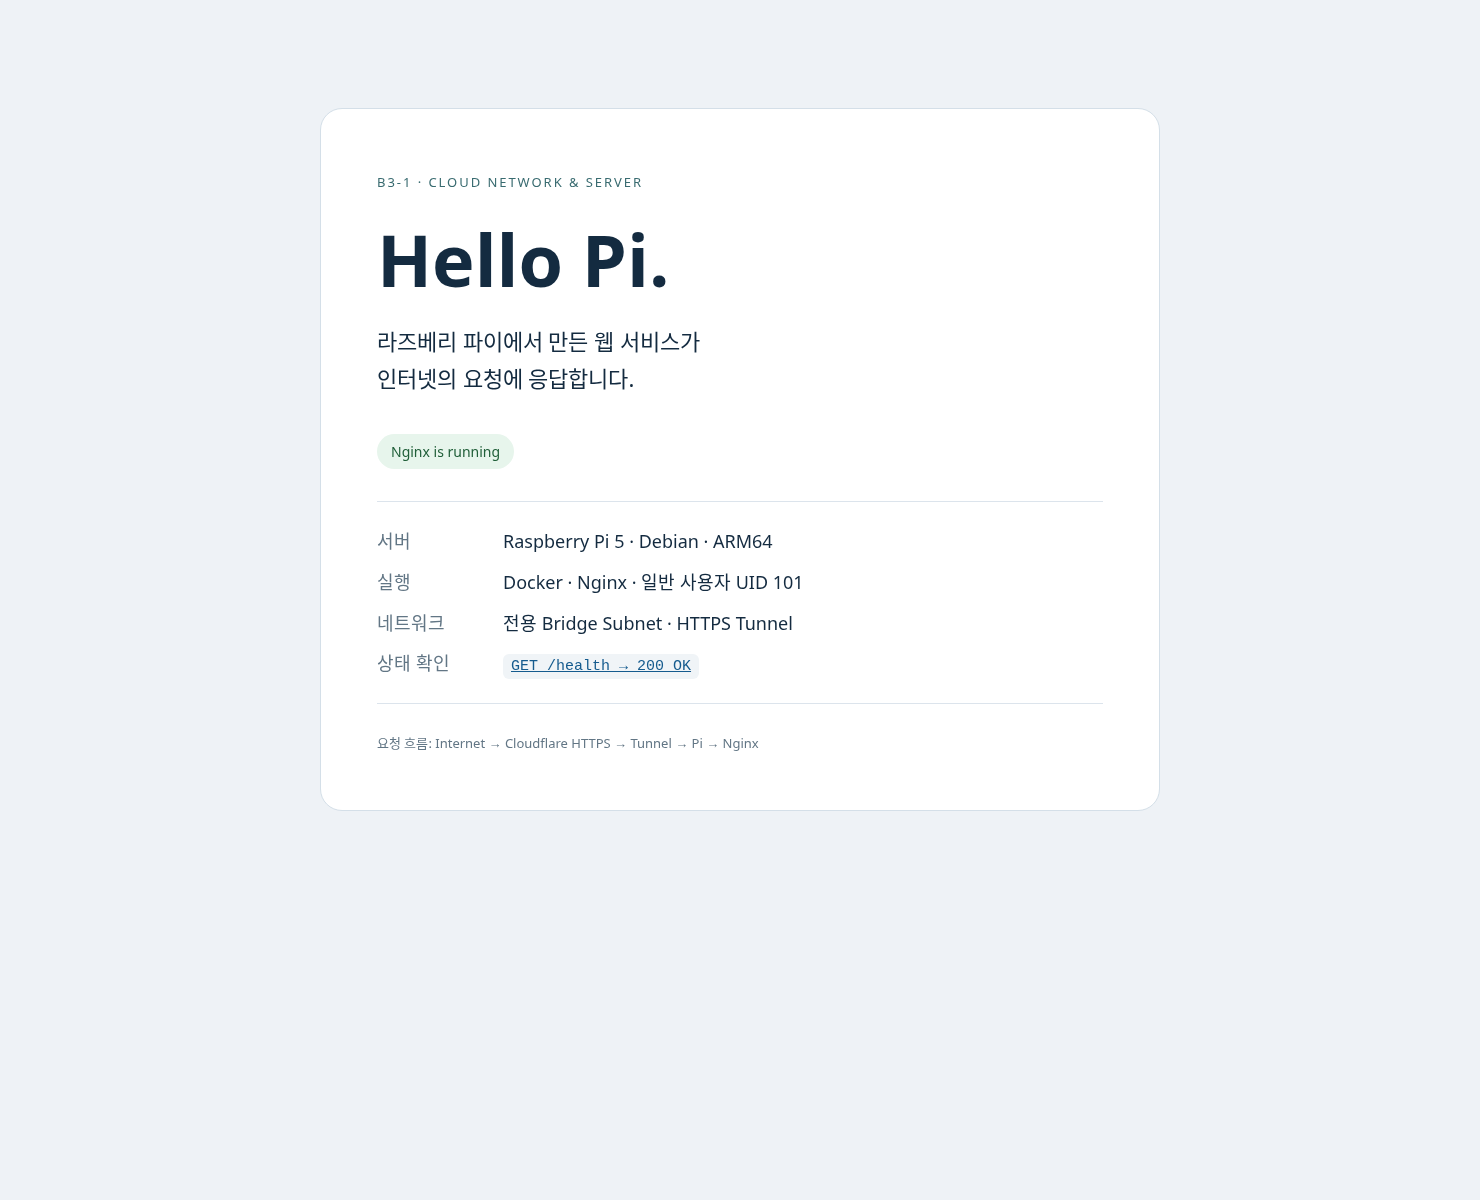 B3-1 · CLOUD NETWORK & SERVER
Hello Pi.
라즈베리 파이에서 만든 웹 서비스가
인터넷의 요청에 응답합니다.
Nginx is running
서버 Raspberry Pi 5 · Debian · ARM64
실행 Docker · Nginx · 일반 사용자 UID 101
네트워크 전용 Bridge Subnet · HTTPS Tunnel
상태 확인 GET /health → 200 OK
요청 흐름: Internet → Cloudflare HTTPS → Tunnel → Pi → Nginx